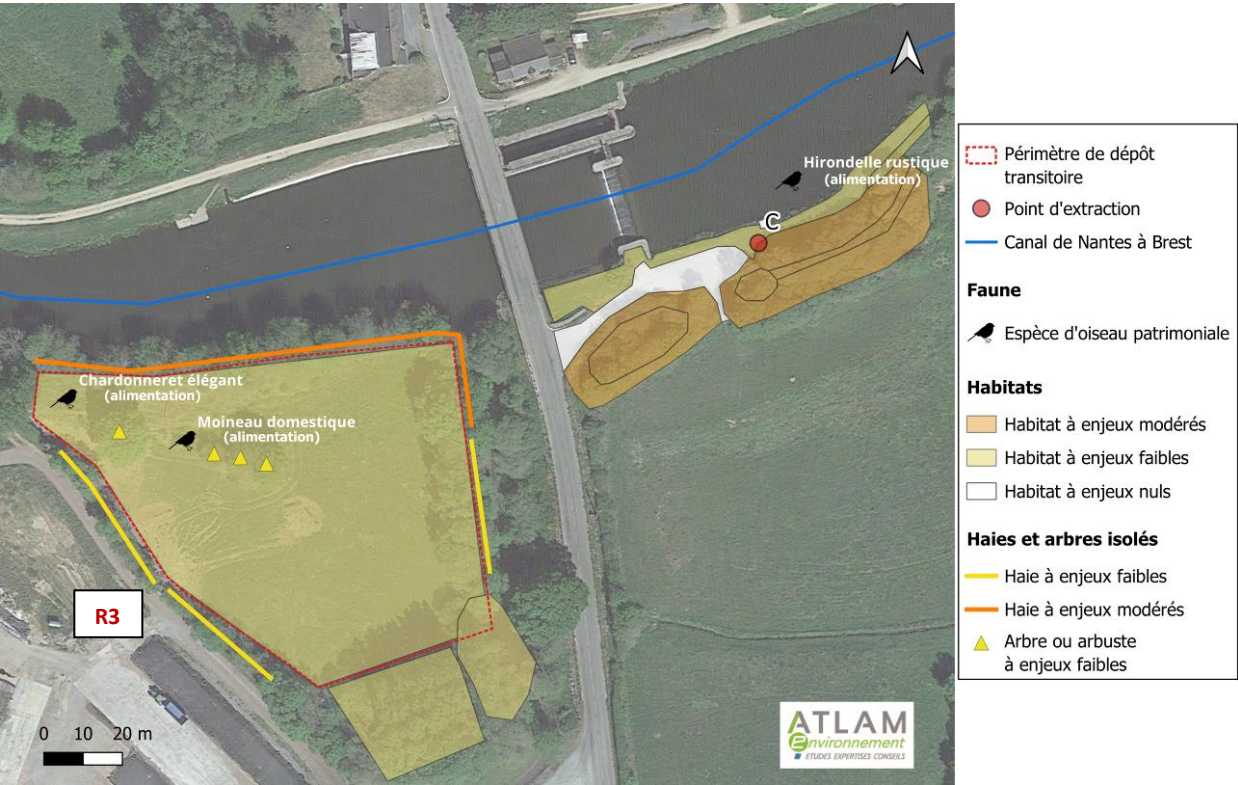 Hirondelle rustique
(alimentation)
C
Chardonneret élégant
(alimentation)
Moineau domestique
(alimentation)
R3
0 10 20 m
ATLAM
environnement
ETUDES EXPERTISES CONSEILS
Périmètre de dépôt
transitoire
Point d'extraction
Canal de Nantes à Brest
Faune
Espèce d'oiseau patrimoniale
Habitats
Habitat à enjeux modérés
Habitat à enjeux faibles
Habitat à enjeux nuls
Haies et arbres isolés
Haie à enjeux faibles
Haie à enjeux modérés
Arbre ou arbuste
à enjeux faibles